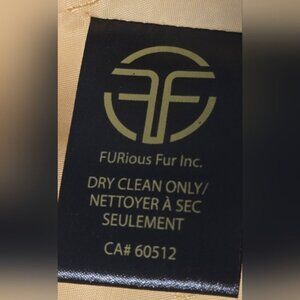 FURious Fur Inc.
DRY CLEAN ONLY/
NETTOYER À SEC
SEULEMENT
CA# 60512